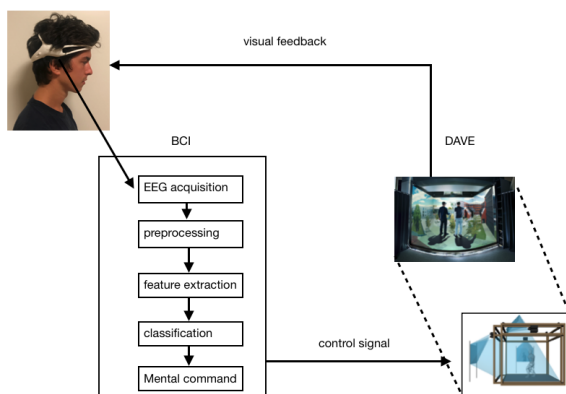 visual feedback
BCI
DAVE
EEG acquisition
preprocessing
feature extraction
classification
control signal
Mental command